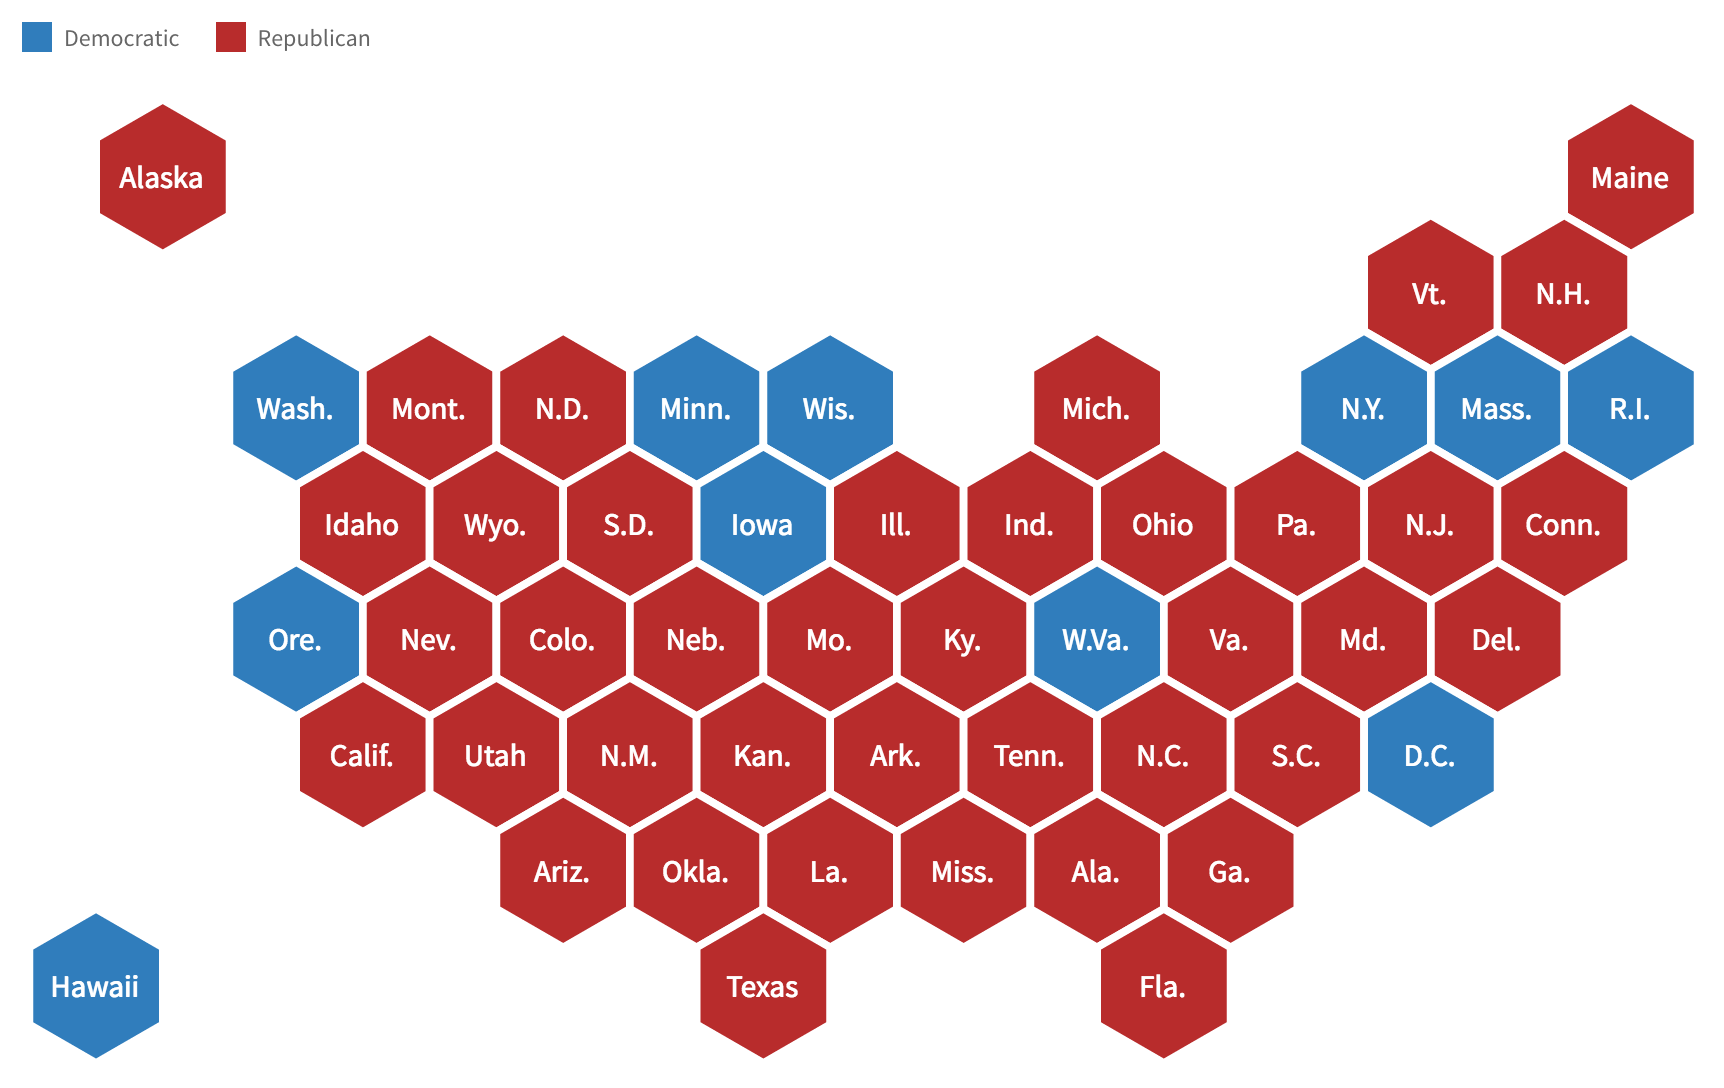 Democratic Republican
Alaska Maine
Vt. N.H.
Wash. Mont. N.D. Minn. Wis. Mich. N.Y. Mass. R.I.
Idaho Wyo. S.D. Iowa Ill. Ind. Ohio Pa. N.J. Conn.
Ore. Nev. Colo. Neb. Mo. Ky. W.Va. Va. Md. Del.
Calif. Utah N.M. Kan. Ark. Tenn. N.C. S.C. D.C.
Ariz. Okla. La. Miss. Ala. Ga.
Hawaii Texas Fla.